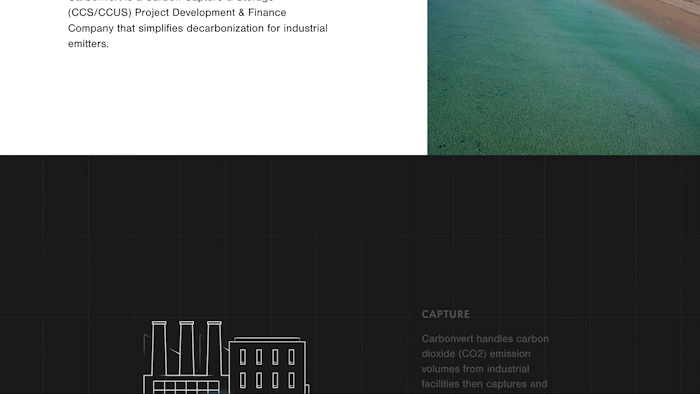 (CCS/CCUS) Project Development & Finance
Company that simplifies decarbonization for industrial
emitters.
CAPTURE
Carbonvert handles carbon
dioxide (CO2) emission
volumes from industrial
facilities then captures and